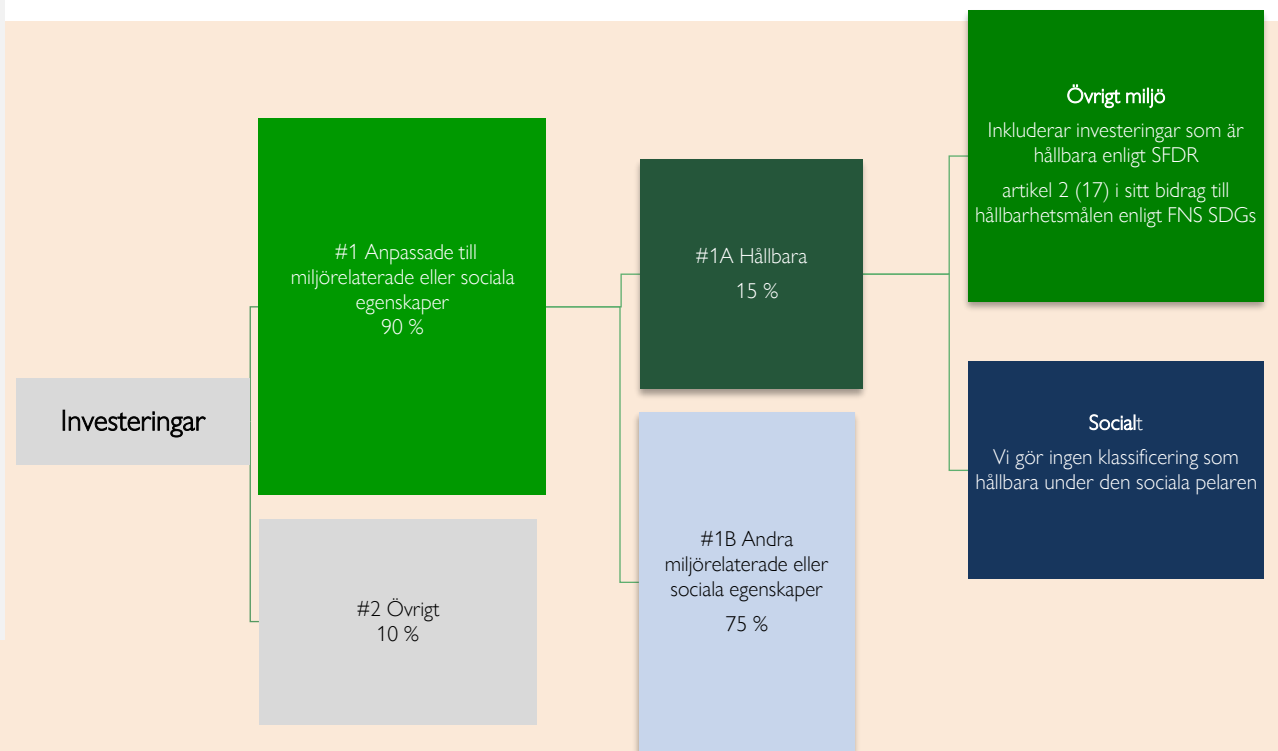 Investeringar
#1 Anpassade till
miljörelaterade eller sociala
egenskaper
90 %
#2 Övrigt
10 %
#1A Hållbara
15 %
#1B Andra
miljörelaterade eller
sociala egenskaper
75 %
Övrigt miljö
Inkluderar investeringar som är
hållbara enligt SFDR
artikel 2 (17) i sitt bidrag till
hållbarhetsmålen enligt FNS SDGs
Socialt
Vi gör ingen klassificering som
hållbara under den sociala pelaren